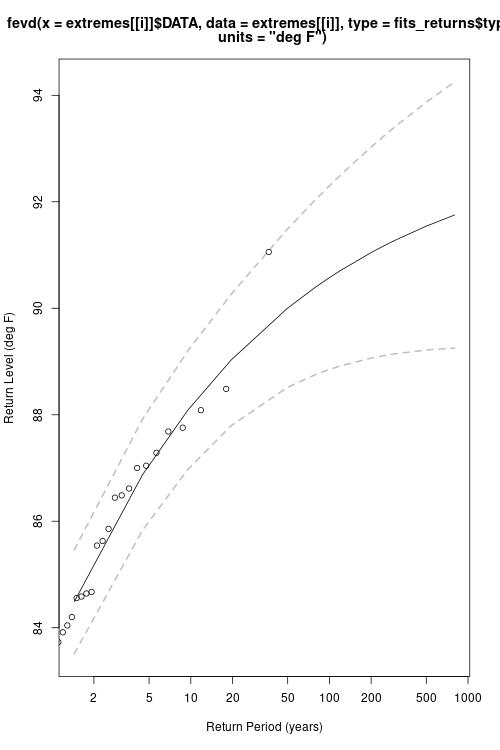 fevd(x = extremes[[i]]$DATA, data = extremes[[i]], type = fits_returns$typ
units = "deg F")
94
92
90
88
86
84
Return Level (deg F)
2 5 10 20 50 100 200 500 1000
Return Period (years)